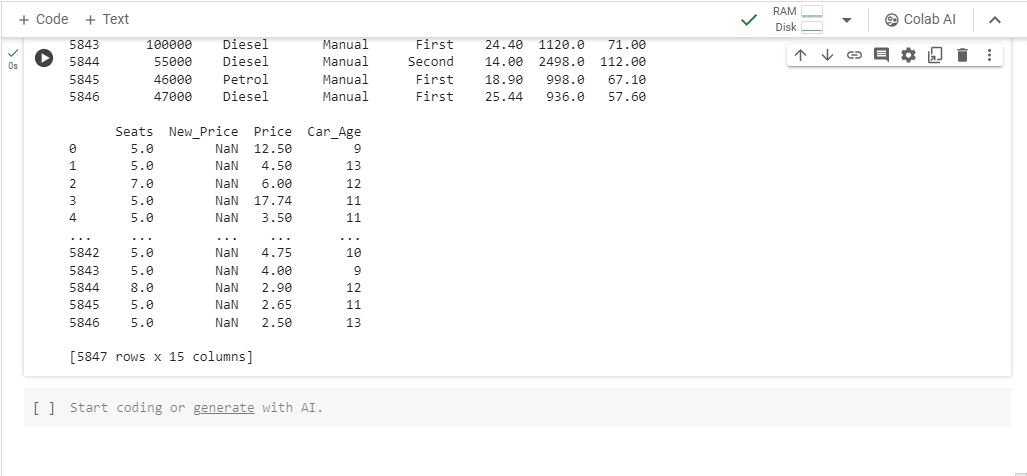 + Code + Text RAM Disk Colab AI
0s
5843 100000 Diesel Manual First 24.40 1120.0 71.00
5844 55000 Diesel Manual Second 14.00 2498.0 112.00
5845 46000 Petrol Manual First 18.90 998.0 67.10
5846 47000 Diesel Manual First 25.44 936.0 57.60
Seats New_Price Price Car_Age
0 5.0 NaN 12.50 9
1 5.0 NaN 4.50 13
2 7.0 NaN 6.00 12
3 5.0 NaN 17.74 11
4 5.0 NaN 3.50 11
... ... ... ... ...
5842 5.0 NaN 4.75 10
5843 5.0 NaN 4.00 9
5844 8.0 NaN 2.90 12
5845 5.0 NaN 2.65 11
5846 5.0 NaN 2.50 13
[5847 rows x 15 columns]
[ ] Start coding or generate with AI.